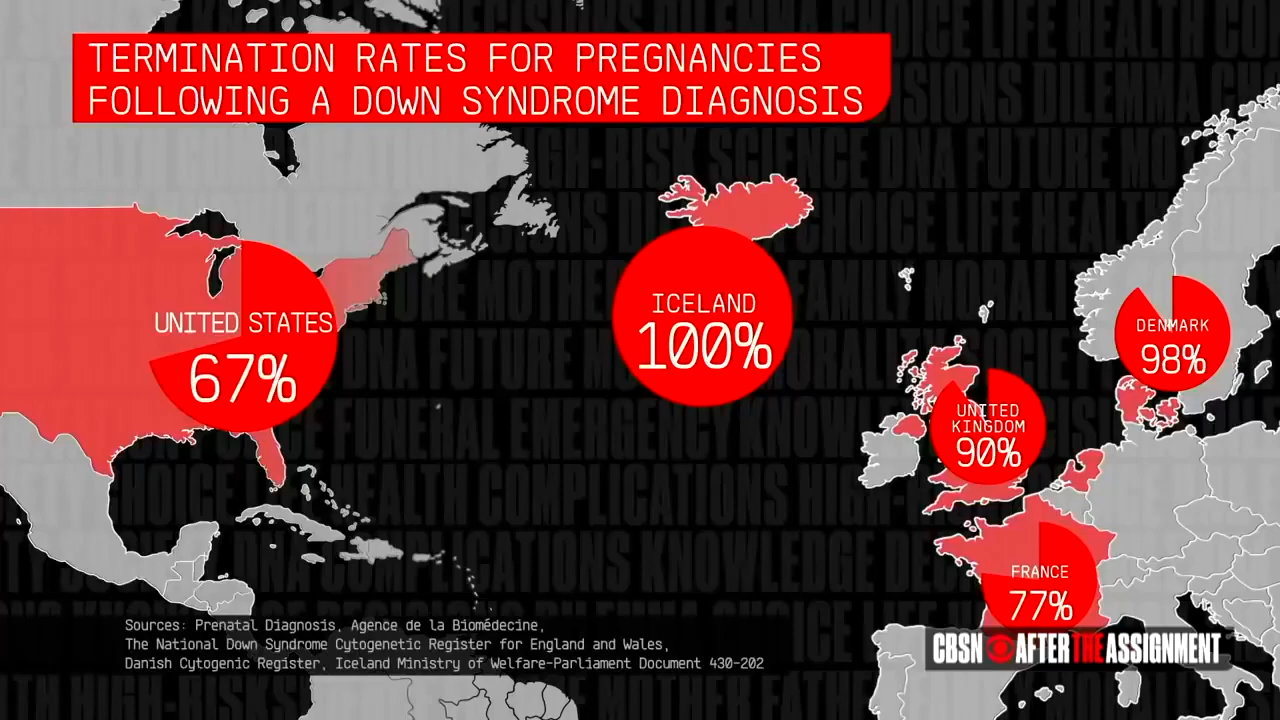 TERMINATION RATES FOR PREGNANCIES
FOLLOWING A DOWN SYNDROME DIAGNOSIS
UNITED STATES
67%
ICELAND
100%
DENMARK
98%
UNITED
KINGDOM
90%
FRANCE
77%
Sources: Prenatal Diagnosis, Agence de la Biomédecine,
The National Down Syndrome Cytogenetic Register for England and Wales,
Danish Cytogenic Register, Iceland Ministry of Welfare-Parliament Document 430-202
CBSN AFTER THE ASSIGNMENT